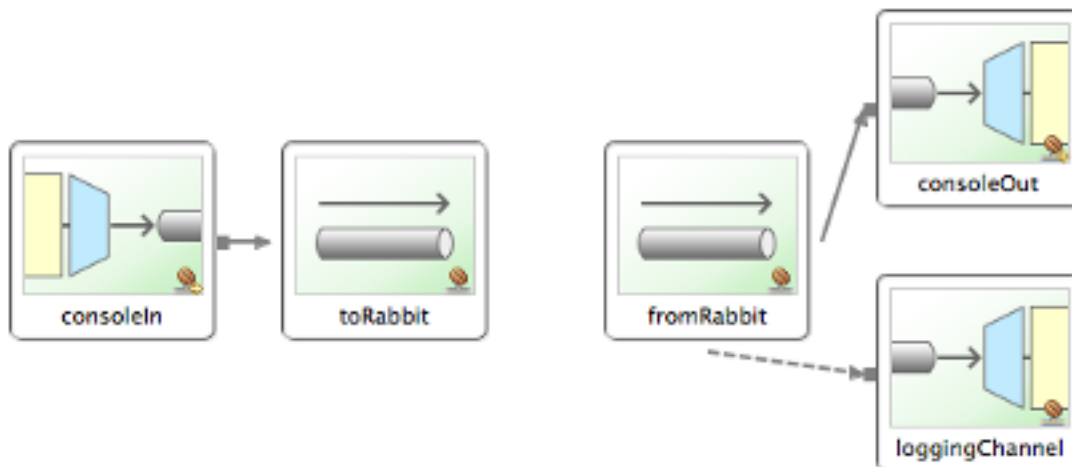 consoleIn
toRabbit
fromRabbit
consoleOut
loggingChannel